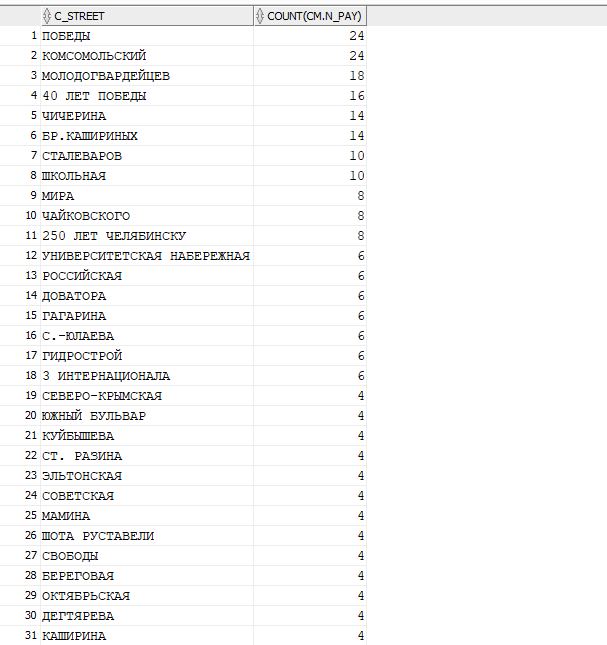 C_STREET COUNT(CM.N_PAY)
1 ПОБЕДЫ 24
2 КОМСОМОЛЬСКИЙ 24
3 МОЛОДОГВАРДЕЙЦЕВ 18
4 40 ЛЕТ ПОБЕДЫ 16
5 ЧИЧЕРИНА 14
6 БР.КАШИРИНЫХ 14
7 СТАЛЕВАРОВ 10
8 ШКОЛЬНАЯ 10
9 МИРА 8
10 ЧАЙКОВСКОГО 8
11 250 ЛЕТ ЧЕЛЯБИНСКУ 8
12 УНИВЕРСИТЕТСКАЯ НАБЕРЕЖНАЯ 6
13 РОССИЙСКАЯ 6
14 ДОВАТОРА 6
15 ГАГАРИНА 6
16 С.-ЮЛАЕВА 6
17 ГИДРОСТРОЙ 6
18 3 ИНТЕРНАЦИОНАЛА 6
19 СЕВЕРО-КРЫМСКАЯ 4
20 ЮЖНЫЙ БУЛЬВАР 4
21 КУЙБЫШЕВА 4
22 СТ. РАЗИНА 4
23 ЭЛЬТОНСКАЯ 4
24 СОВЕТСКАЯ 4
25 МАМИНА 4
26 ШОТА РУСТАВЕЛИ 4
27 СВОБОДЫ 4
28 БЕРЕГОВАЯ 4
29 ОКТЯБРЬСКАЯ 4
30 ДЕГТЯРЕВА 4
31 КАШИРИНА 4